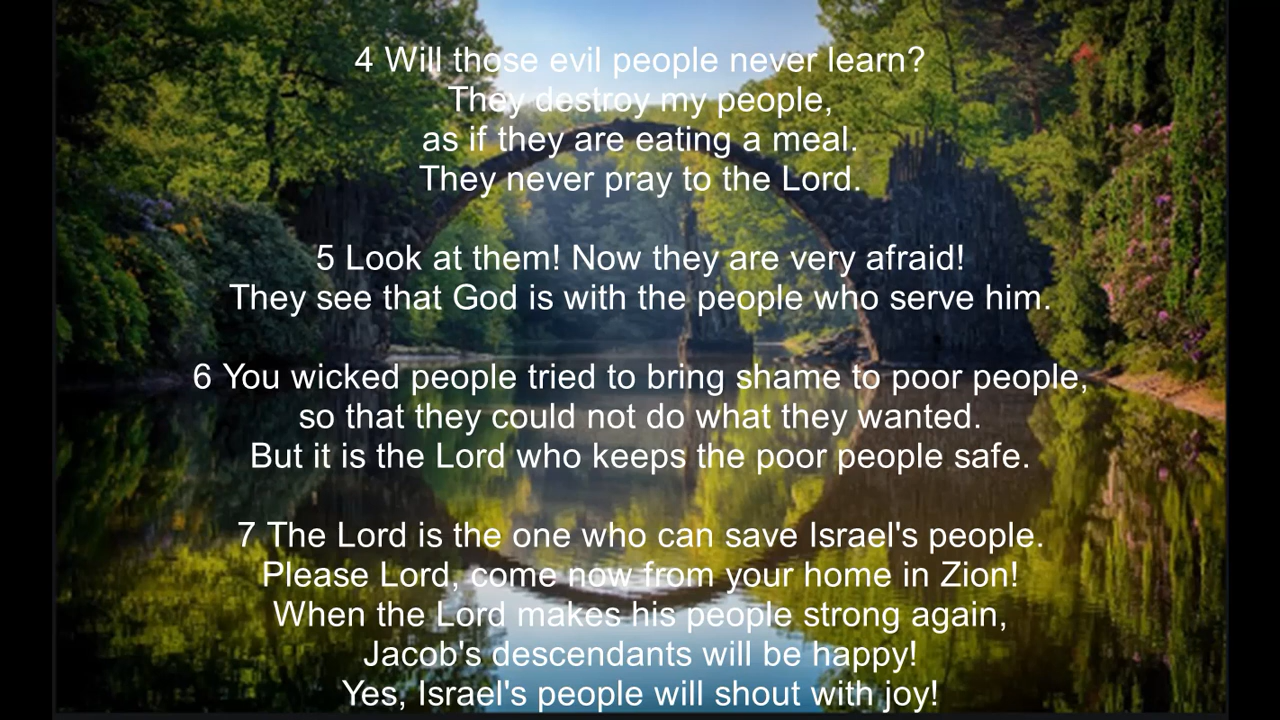 4 Will those evil people never learn?
They destroy my people,
as if they are eating a meal.
They never pray to the Lord.
5 Look at them! Now they are very afraid!
They see that God is with the people who serve him.
6 You wicked people tried to bring shame to poor people,
so that they could not do what they wanted.
But it is the Lord who keeps the poor people safe.
7 The Lord is the one who can save Israel's people.
Please Lord, come now from your home in Zion!
When the Lord makes his people strong again,
Jacob's descendants will be happy!
Yes, Israel's people will shout with joy!